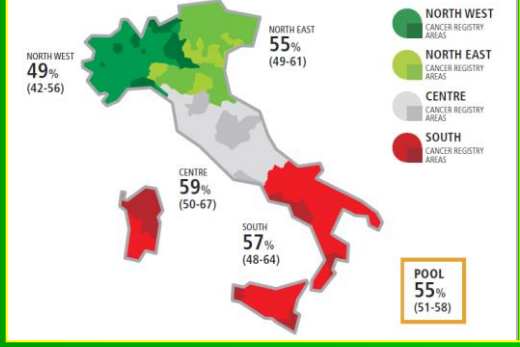 NORTH WEST
49%
(42-56)
NORTH EAST
55%
(49-61)
CENTRE
59%
(50-67)
SOUTH
57%
(48-64)
NORTH WEST
CANCER REGISTRY
AREAS
NORTH EAST
CANCER REGISTRY
AREAS
CENTRE
CANCER REGISTRY
AREAS
SOUTH
CANCER REGISTRY
AREAS
POOL
55%
(51-58)